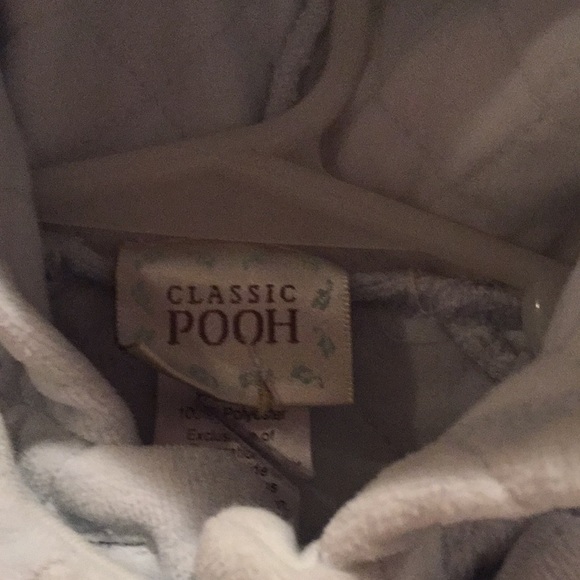 CLASSIC
POOH
100% Polyester
Exclusive of